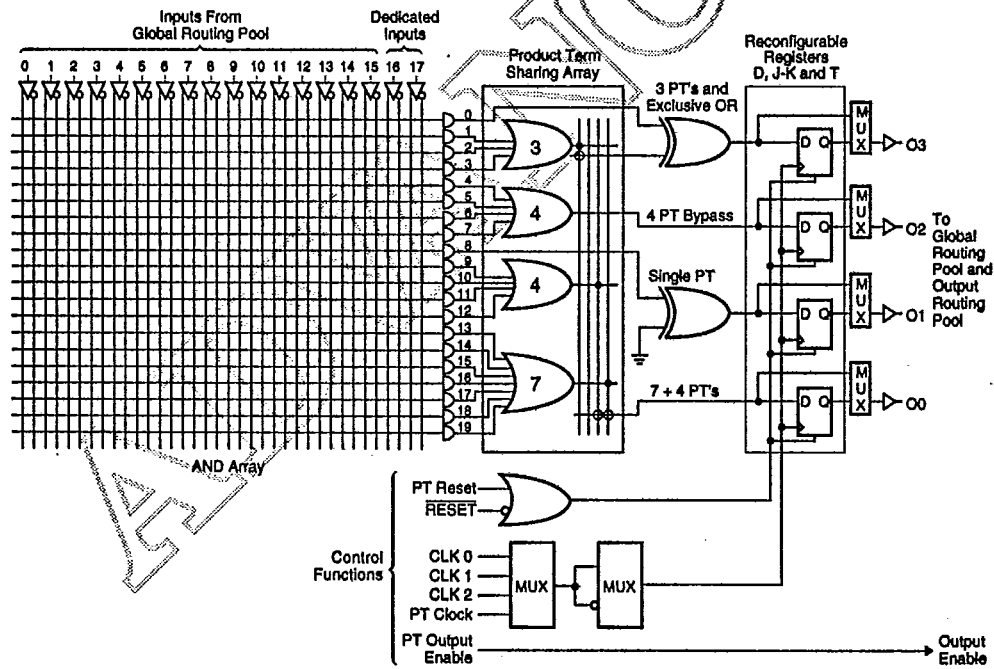 Inputs From
Global Routing Pool
Dedicated
Inputs
0 1 2 3 4 5 6 7 8 9 10 11 12 13 14 15 16 17
Product Term
Sharing Array
3 PT's and
Exclusive OR
Reconfigurable
Registers
D, J-K and T
0
1
2
3
4
5
6
7
8
9
10
11
12
13
14
15
16
17
18
19
3
4
4
7
4 PT Bypass
Single PT
7 + 4 PT's
D Q
MUX
O3
D Q
MUX
O2
D Q
MUX
O1
D Q
MUX
O0
To
Global
Routing
Pool and
Output
Routing
Pool
AND Array
Control
Functions
PT Reset
RESET
CLK 0
CLK 1
CLK 2
PT Clock
MUX
MUX
PT Output
Enable
Output
Enable